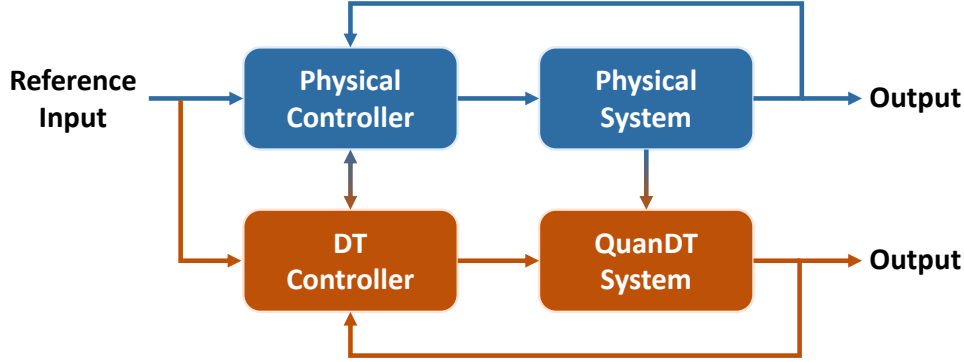 Reference
Input
Physical
Controller
Physical
System
Output
DT
Controller
QuanDT
System
Output